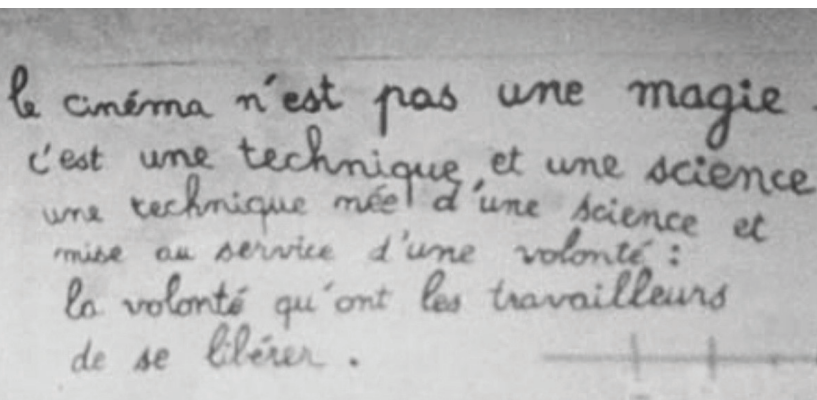 le cinéma n'est pas une magie.
c'est une technique et une science
une technique née d'une science et
mise au service d'une volonté :
la volonté qu'ont les travailleurs
de se libérer.